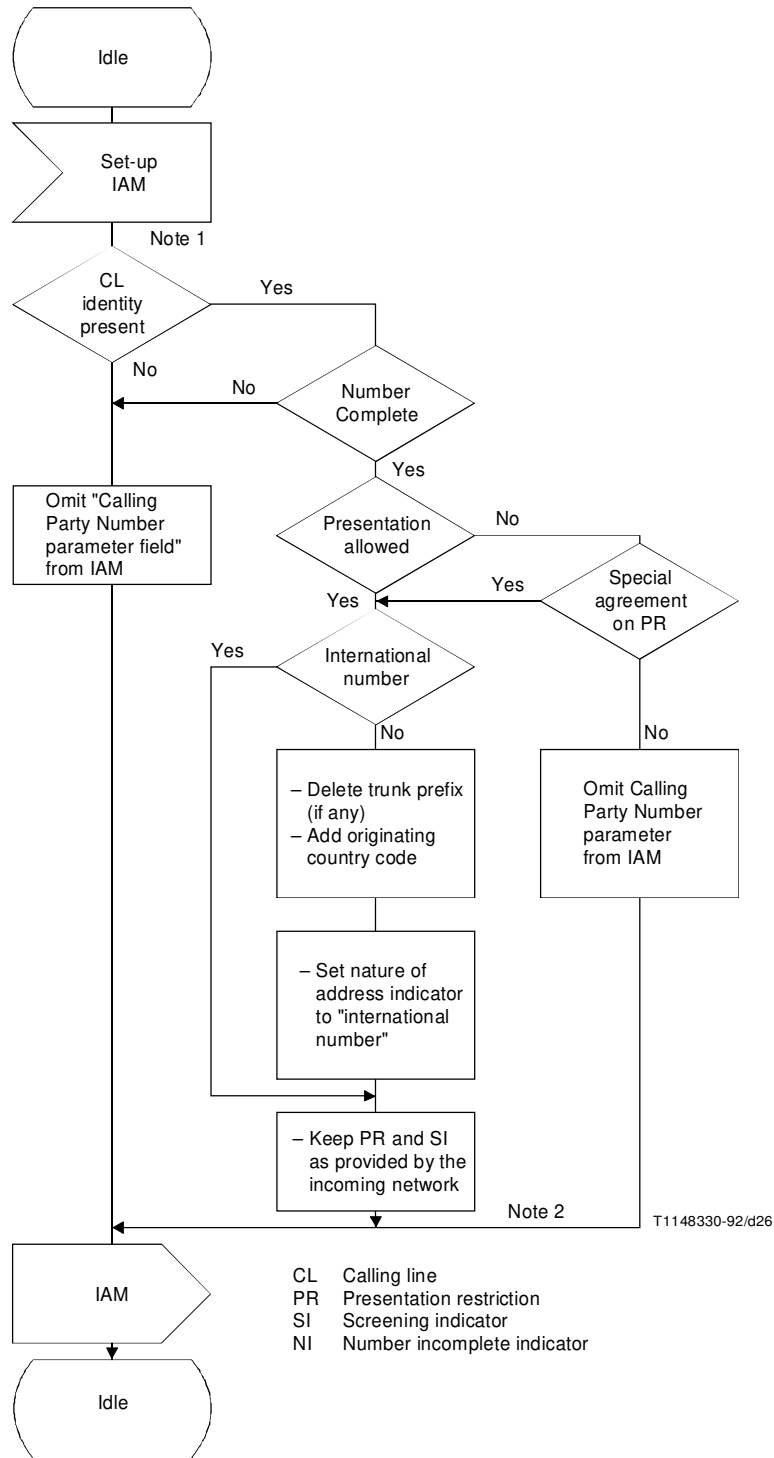 Idle
Set-up
IAM
Note 1
CL
identity
present
Yes
No
No
Number
Complete
Yes
Omit "Calling
Party Number
parameter field"
from IAM
Presentation
allowed
No
Yes
Yes
Special
agreement
on PR
Yes
International
number
No
No
– Delete trunk prefix
(if any)
– Add originating
country code
Omit Calling
Party Number
parameter
from IAM
– Set nature of
address indicator
to "international
number"
– Keep PR and SI
as provided by the
incoming network
Note 2
T1148330-92/d26
IAM
CL Calling line
PR Presentation restriction
SI Screening indicator
NI Number incomplete indicator
Idle